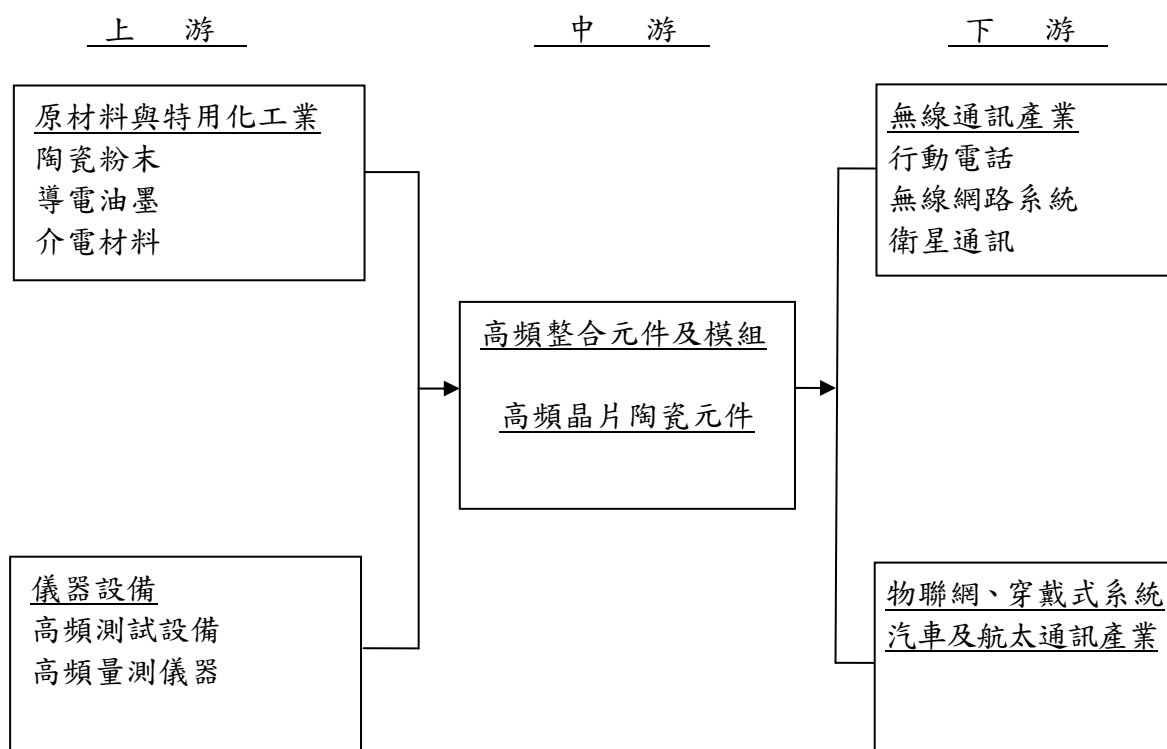 上 游
中 游
下 游
原材料與特用化工業
陶瓷粉末
導電油墨
介電材料
無線通訊產業
行動電話
無線網路系統
衛星通訊
高頻整合元件及模組
高頻晶片陶瓷元件
儀器設備
高頻測試設備
高頻量測儀器
物聯網、穿戴式系統
汽車及航太通訊產業